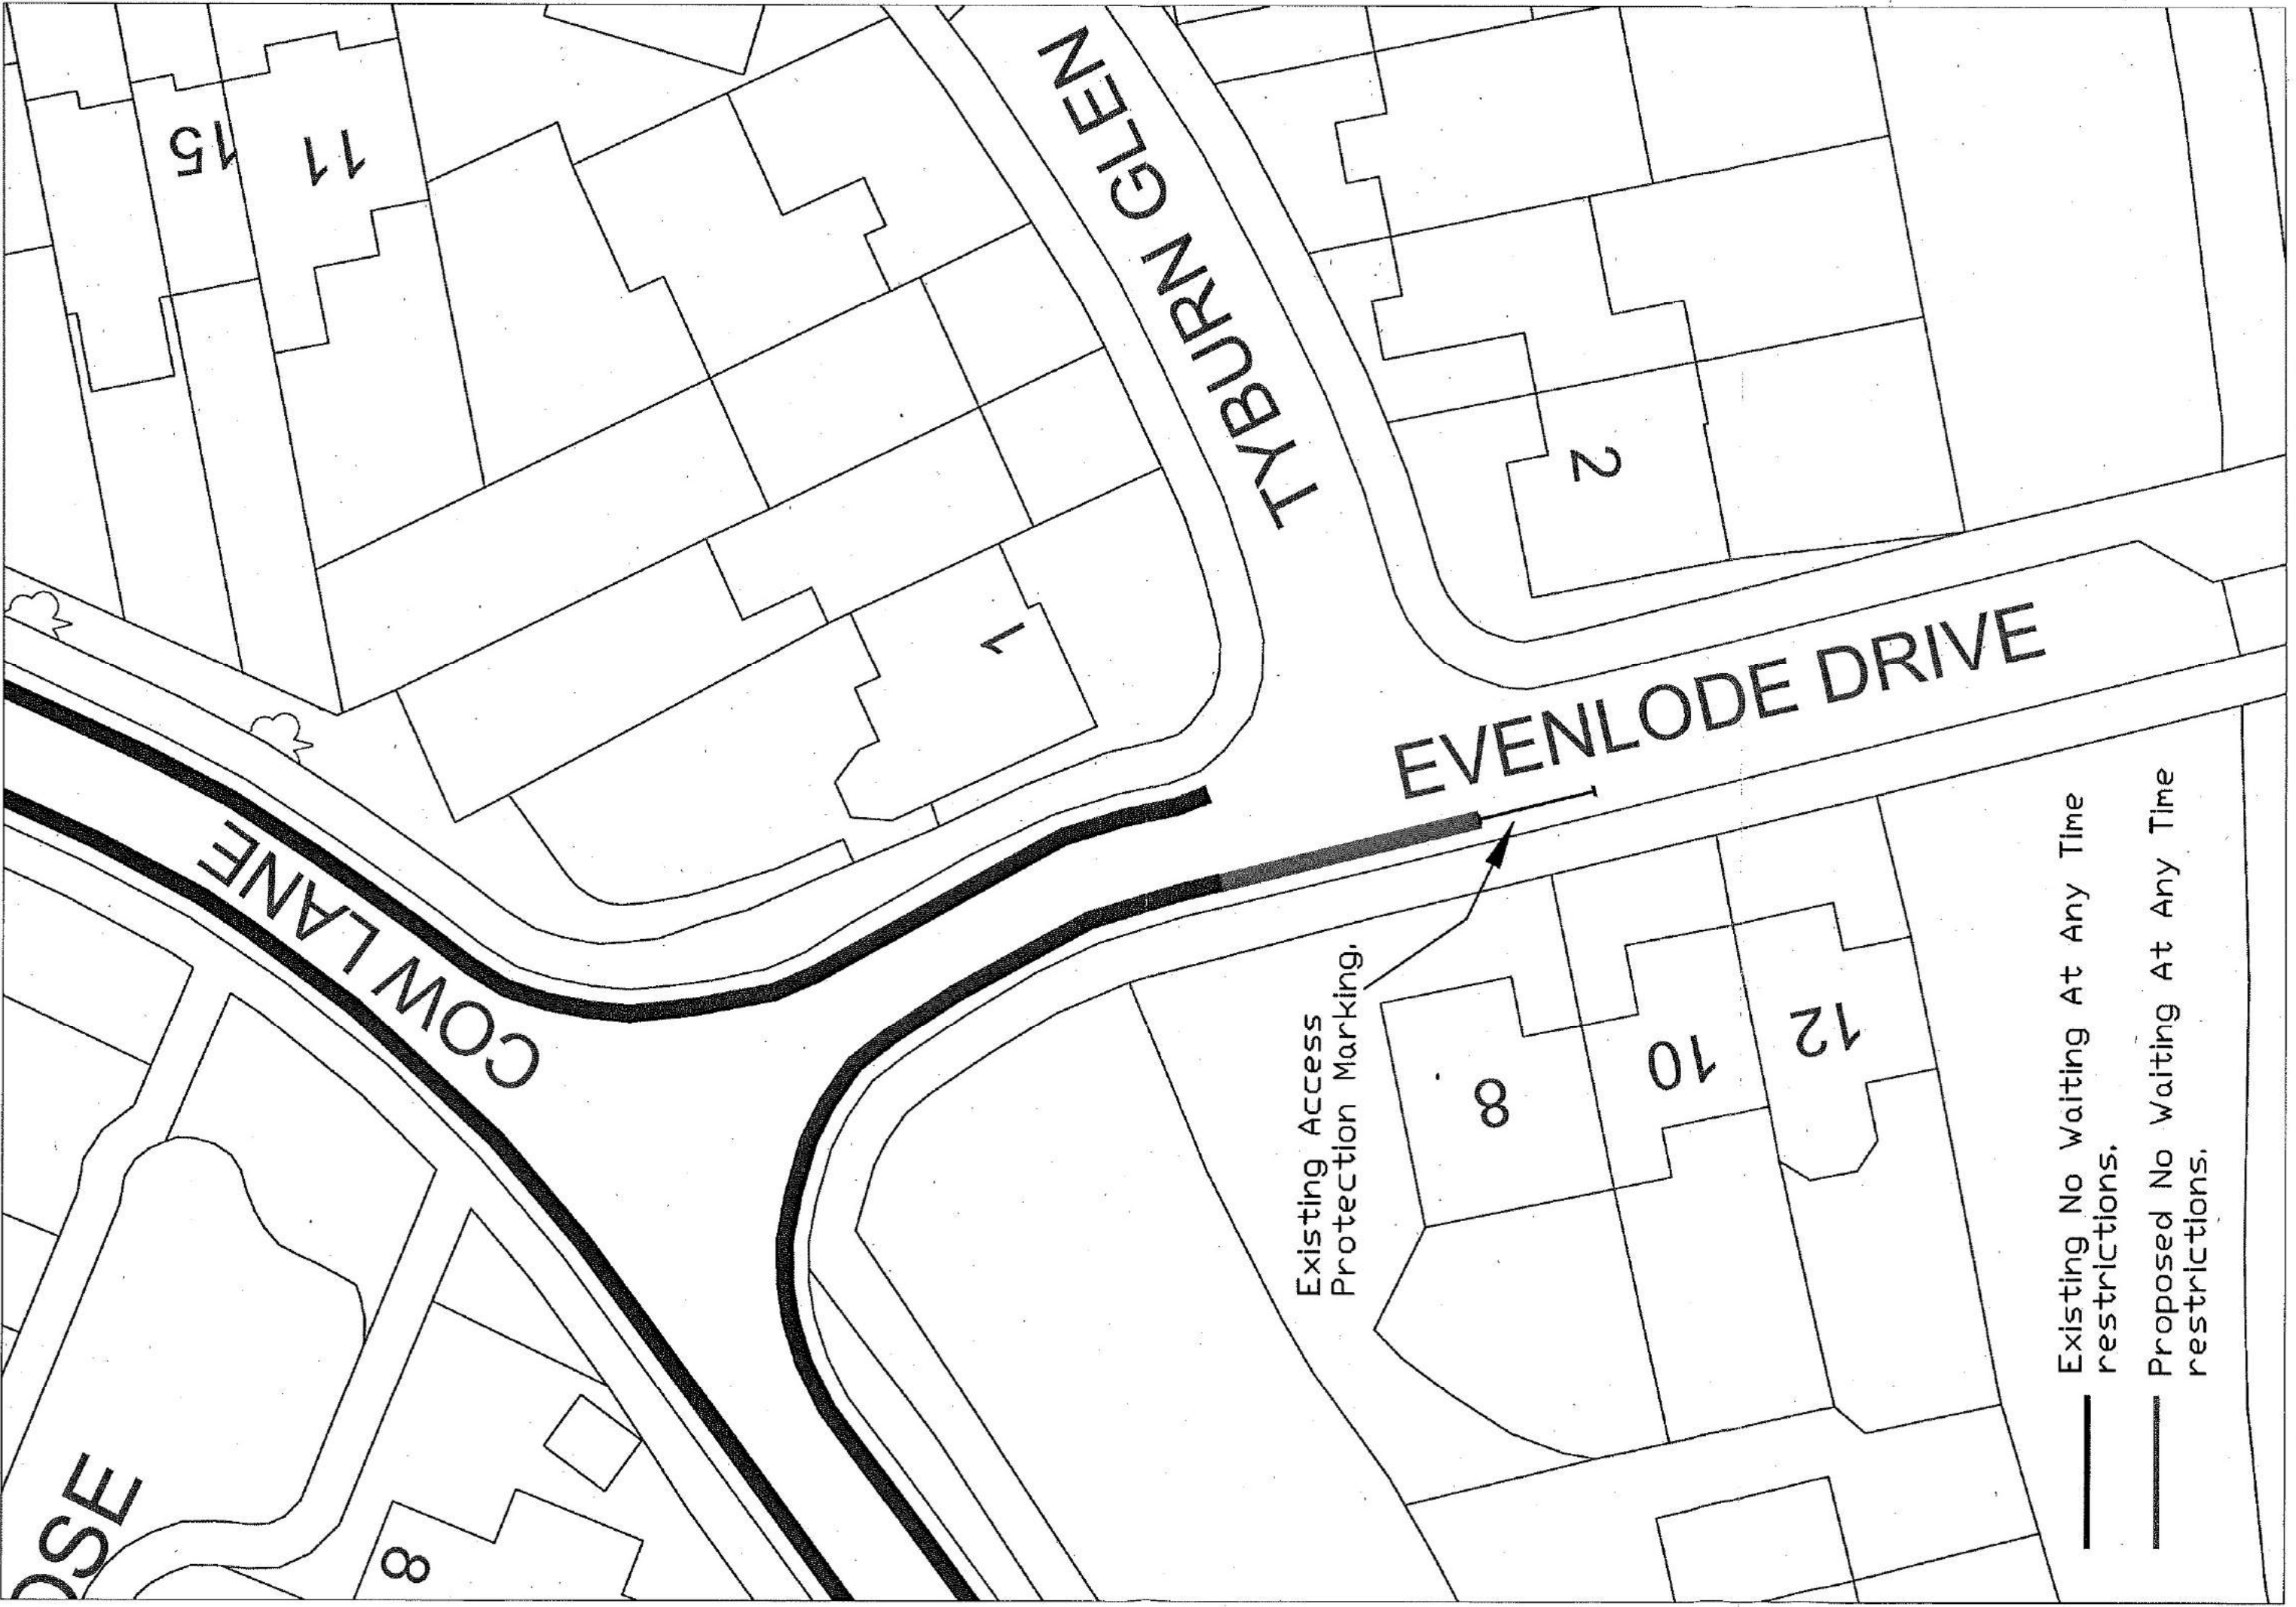 15
11
TYBURN GLEN
2
1
EVENLODE DRIVE
COW LANE
Existing Access
Protection Marking.
8
10
12
OSE
8
Existing No Waiting At Any Time
restrictions.
Proposed No Waiting At Any Time
restrictions.